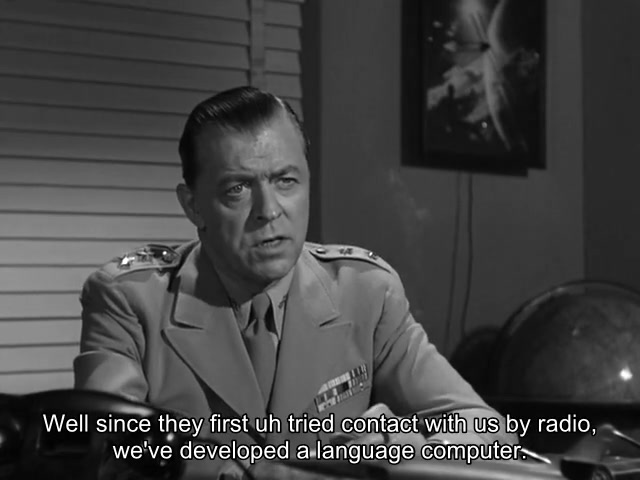 Well since they first uh tried contact with us by radio,
we've developed a language computer.